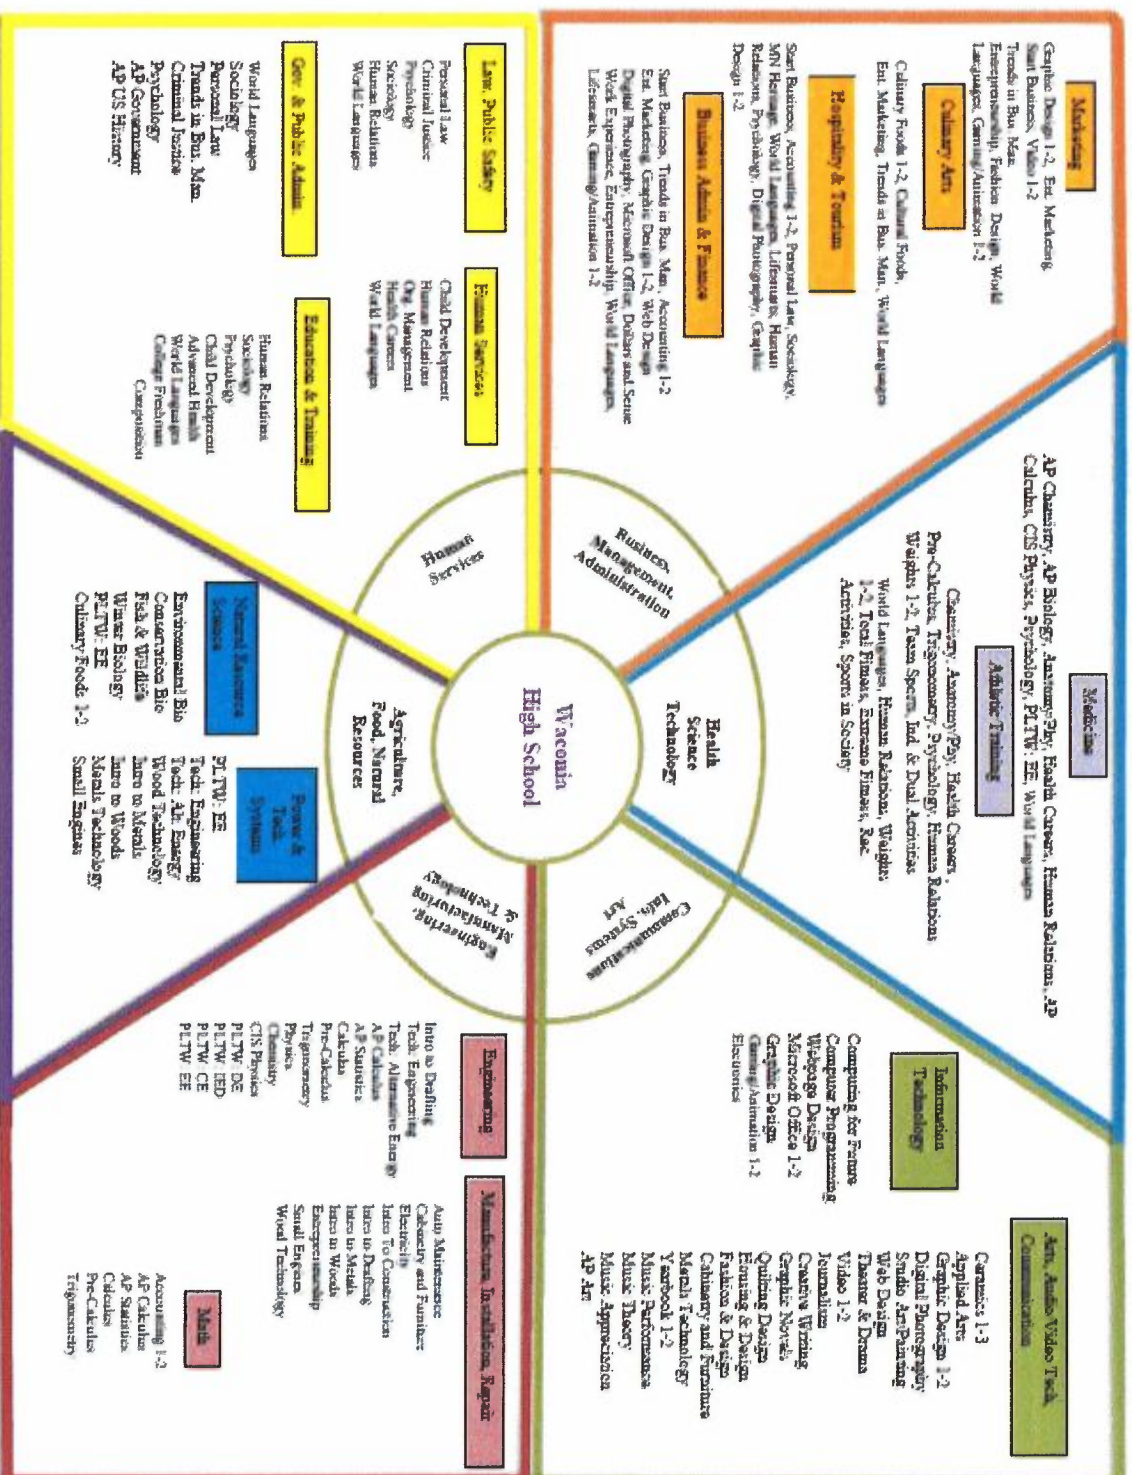 Marketing
Graphic Design 1-2, Ent. Marketing
Start Business, Video 1-2
Trends in Bus. Man.
Entrepreneurship, Fashion Design, World
Languages, Gaming/Animation 1-2
Culinary Arts
Culinary Foods 1-2, Cultural Foods,
Ent. Marketing, Trends in Bus. Man., World Languages
Hospitality & Tourism
Start Business, Accounting 1-2, Personal Law, Sociology,
MN Heritage, World Languages, Lifesmarts, Human
Relations, Psychology, Digital Photography, Graphic
Design 1-2
Business Admin & Finance
Start Business, Trends in Bus. Man., Accounting 1-2
Ent. Marketing, Graphic Design 1-2, Web Design
Digital Photography, Microsoft Office, Dollars and Sense
Work Experience, Entrepreneurship, World Languages,
Lifesmarts, Gaming/Animation 1-2
Medicine
AP Chemistry, AP Biology, Anatomy/Phy, Health Careers, Human Relations, AP
Calculus, CIS Physics, Psychology, PLTW: EE, World Languages
Athletic Training
Chemistry, Anatomy/Phy, Health Careers,
Pre-Calculus, Trigonometry, Psychology, Human Relations
Weights 1-2, Team Sports, Ind & Dual Activities
World Languages, Human Relations, Weights
1-2, Total Fitness, Extreme Fitness, Rec
Activities, Sports in Society
Arts, Audio Video Tech,
Communication
Ceramics 1-3
Applied Arts
Graphic Design 1-2
Digital Photography
Studio Art/Painting
Web Design
Theater & Drama
Video 1-2
Journalism
Creative Writing
Graphic Novels
Quilting Design
Housing & Design
Fashion & Design
Cabinetry and Furniture
Metals Technology
Yearbook 1-2
Music Performance
Music Theory
Music Appreciation
AP Art
Information
Technology
Computing for Future
Computer Programming
Webpage Design
Microsoft Office 1-2
Graphic Design
Gaming/Animation 1-2
Electronics
Business,
Management,
Administration
Health
Science
Technology
Communications
Info. Systems
Art
Waconia
High School
Human
Services
Agriculture,
Food, Natural
Resources
Engineering,
Manufacturing
& Technology
Law, Public Safety
Personal Law
Criminal Justice
Psychology
Sociology
Human Relations
World Languages
Human Services
Child Development
Human Relations
Org. Management
Health Careers
World Languages
Gov & Public Admin.
World Languages
Sociology
Personal Law
Trends in Bus. Man
Criminal Justice
Psychology
AP Government
AP US History
Education & Training
Human Relations
Sociology
Psychology
Child Development
Advanced Health
World Languages
College Freshman
Composition
Natural Resource
Science
Environmental Bio
Conservation Bio
Fish & Wildlife
Winter Biology
PLTW: EE
Culinary Foods 1-2
Power &
Tech.
Systems
PLTW: EE
Tech: Engineering
Tech: Alt. Energy
Wood Technology
Intro to Metals
Intro to Woods
Metals Technology
Small Engines
Engineering
Intro to Drafting
Tech: Engineering
Tech: Alternative Energy
AP Calculus
AP Statistics
Calculus
Pre-Calculus
Trigonometry
Physics
Chemistry
CIS Physics
PLTW: DE
PLTW: IED
PLTW: CE
PLTW: EE
Manufacture, Installation, Repair
Auto Maintenance
Cabinetry and Furniture
Electricity
Intro To Construction
Intro to Drafting
Intro to Metals
Intro to Woods
Entrepreneurship
Small Engines
Wood Technology
Math
Accounting 1-2
AP Calculus
AP Statistics
Calculus
Pre-Calculus
Trigonometry